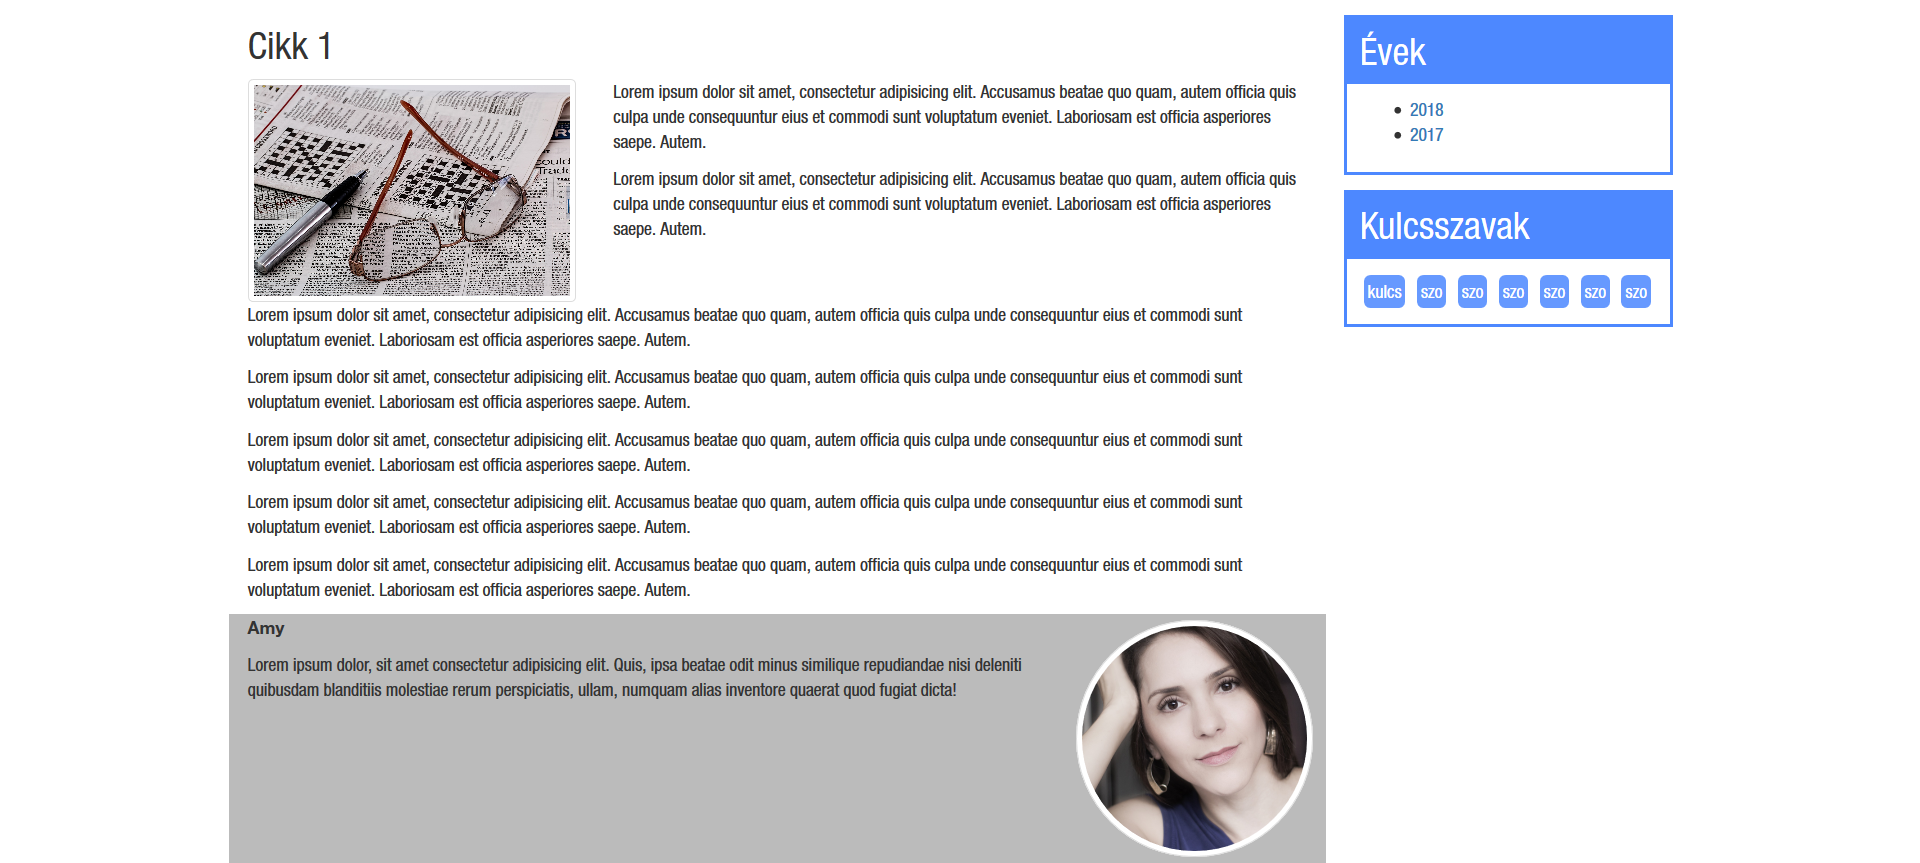 Cikk 1
Lorem ipsum dolor sit amet, consectetur adipisicing elit. Accusamus beatae quo quam, autem officia quis
culpa unde consequuntur eius et commodi sunt voluptatum eveniet. Laboriosam est officia asperiores
saepe. Autem.
Lorem ipsum dolor sit amet, consectetur adipisicing elit. Accusamus beatae quo quam, autem officia quis
culpa unde consequuntur eius et commodi sunt voluptatum eveniet. Laboriosam est officia asperiores
saepe. Autem.
Lorem ipsum dolor sit amet, consectetur adipisicing elit. Accusamus beatae quo quam, autem officia quis culpa unde consequuntur eius et commodi sunt
voluptatum eveniet. Laboriosam est officia asperiores saepe. Autem.
Lorem ipsum dolor sit amet, consectetur adipisicing elit. Accusamus beatae quo quam, autem officia quis culpa unde consequuntur eius et commodi sunt
voluptatum eveniet. Laboriosam est officia asperiores saepe. Autem.
Lorem ipsum dolor sit amet, consectetur adipisicing elit. Accusamus beatae quo quam, autem officia quis culpa unde consequuntur eius et commodi sunt
voluptatum eveniet. Laboriosam est officia asperiores saepe. Autem.
Lorem ipsum dolor sit amet, consectetur adipisicing elit. Accusamus beatae quo quam, autem officia quis culpa unde consequuntur eius et commodi sunt
voluptatum eveniet. Laboriosam est officia asperiores saepe. Autem.
Lorem ipsum dolor sit amet, consectetur adipisicing elit. Accusamus beatae quo quam, autem officia quis culpa unde consequuntur eius et commodi sunt
voluptatum eveniet. Laboriosam est officia asperiores saepe. Autem.
Amy
Lorem ipsum dolor, sit amet consectetur adipisicing elit. Quis, ipsa beatae odit minus similique repudiandae nisi deleniti
quibusdam blanditiis molestiae rerum perspiciatis, ullam, numquam alias inventore quaerat quod fugiat dicta!
Évek
2018
2017
Kulcsszavak
kulcs szo szo szo szo szo szo